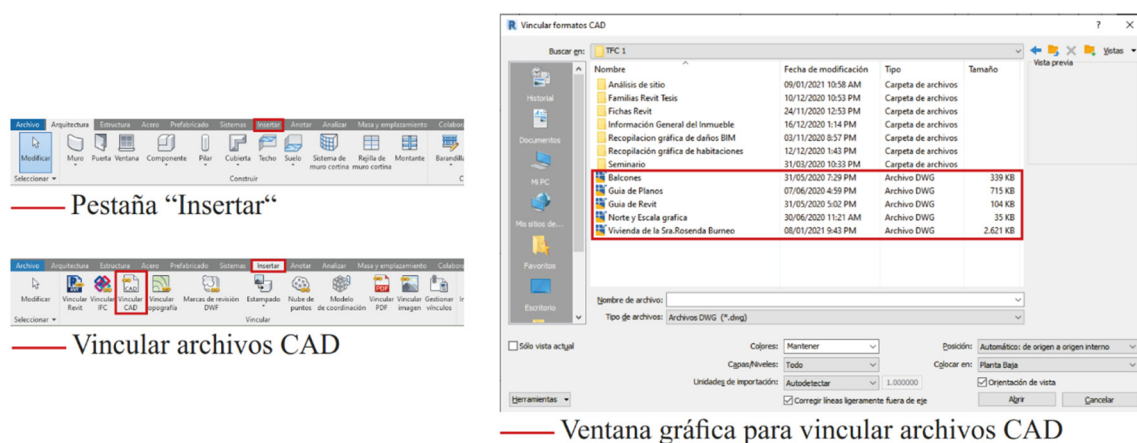 Archivo Arquitectura Estructura Acero Prefabricado Sistemas Insertar Anotar Analizar Masa y emplazamiento Colabor
Modificar Muro Puerta Ventana Componente Pilar Cubierta Techo Suelo Sistema de muro cortina Rejilla de muro cortina Montante Barandilla
Seleccionar Construir C
Pestaña “Insertar“
Archivo Arquitectura Estructura Acero Prefabricado Sistemas Insertar Anotar Analizar Masa y emplazamiento Colabor
Modificar Vincular Revit Vincular IFC Vincular CAD Vincular topografía Marcas de revisión DWF Estampado Nube de puntos Modelo de coordinación Vincular PDF Vincular imagen Gestionar vínculos
Seleccionar Vincular
Vincular archivos CAD
Vincular formatos CAD
Buscar en: TFC 1 Vistas
Vista previa
Nombre Fecha de modificación Tipo Tamaño
Análisis de sitio 09/01/2021 10:58 AM Carpeta de archivos
Familias Revit Tesis 10/12/2020 10:53 PM Carpeta de archivos
Fichas Revit 24/11/2020 12:53 PM Carpeta de archivos
Información General del Inmueble 16/12/2020 1:14 PM Carpeta de archivos
Recopilacion gráfica de daños BIM 03/11/2020 8:57 PM Carpeta de archivos
Recopilación gráfica de habitaciones 12/12/2020 1:43 PM Carpeta de archivos
Seminario 31/03/2020 10:33 PM Carpeta de archivos
Balcones 31/05/2020 7:29 PM Archivo DWG 339 KB
Guia de Planos 07/06/2020 4:59 PM Archivo DWG 715 KB
Guia de Revit 31/05/2020 5:02 PM Archivo DWG 104 KB
Norte y Escala grafica 30/06/2020 11:21 AM Archivo DWG 35 KB
Vivienda de la Sra.Rosenda Burneo 08/01/2021 9:43 PM Archivo DWG 2.621 KB
Historial
Documentos
Mi PC
Mis sitios de...
Favoritos
Escritorio
Nombre de archivo:
Tipo de archivos: Archivos DWG (*.dwg)
Sólo vista actual
Colores: Mantener
Posición: Automático: de origen a origen interno
Capas/Niveles: Todo
Colocar en: Planta Baja
Unidades de importación: Autodetectar 1.000000
Orientación de vista
Herramientas
Corregir líneas ligeramente fuera de eje
Abrir Cancelar
Ventana gráfica para vincular archivos CAD